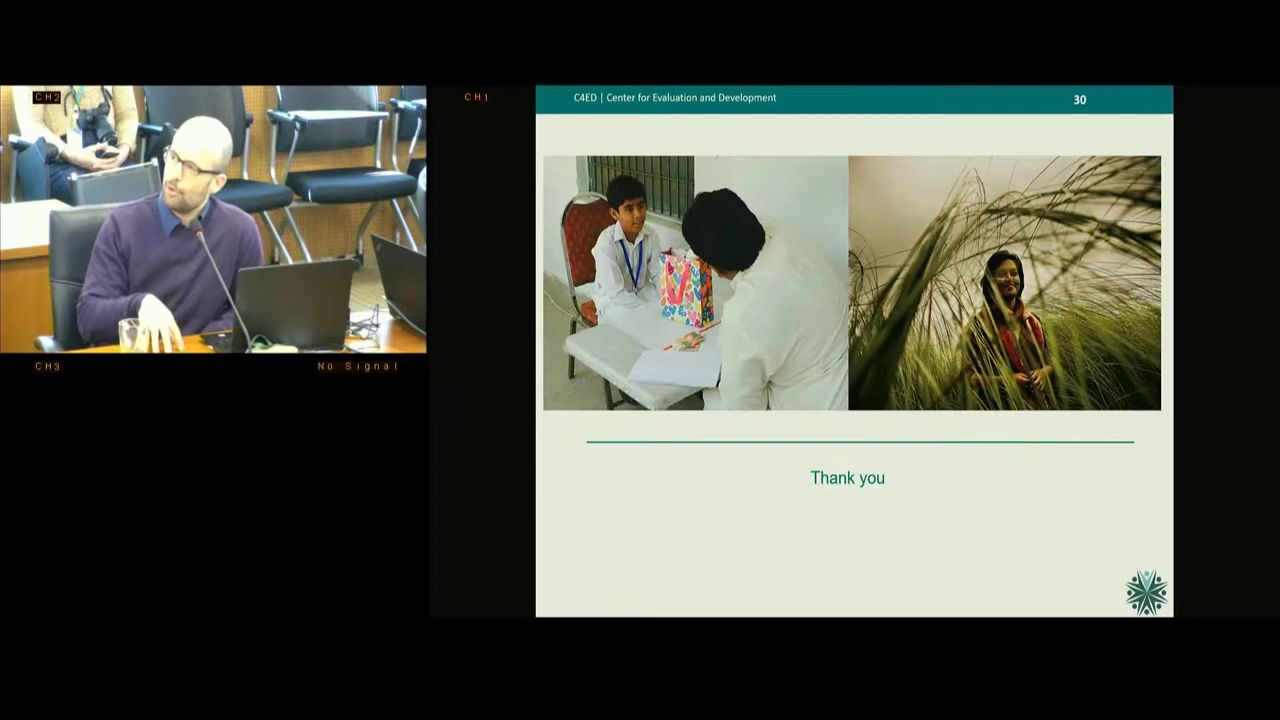 CH2
CH1
C4ED | Center for Evaluation and Development
30
CH3
No Signal
Thank you